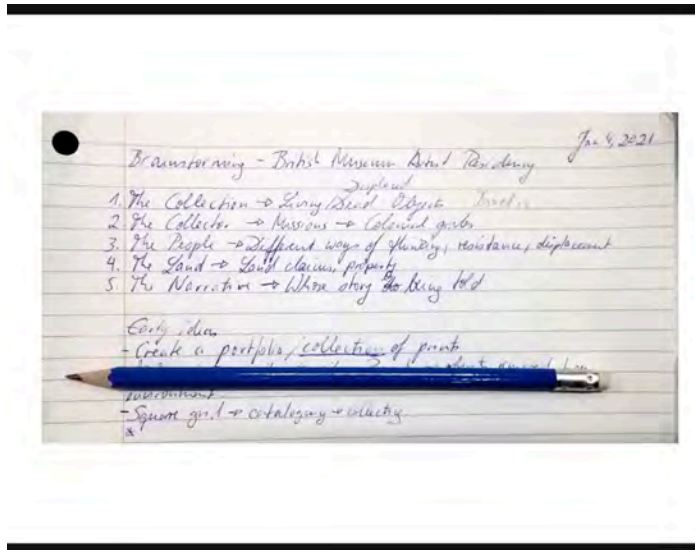 Jan 4, 2021
Brainstorming - British Museum Artist Residency
Displaced
1. The Collection → Living/Dead Objects
2. The Collector → Missions → Colonial
3. The People → Different ways of thinking, resistance, displacement
4. The Land → Land claims, property
5. The Narrative → Whose story is being told
Early ideas
- Create a portfolio/collection of prints
- Square grid → cataloguing → collecting
*